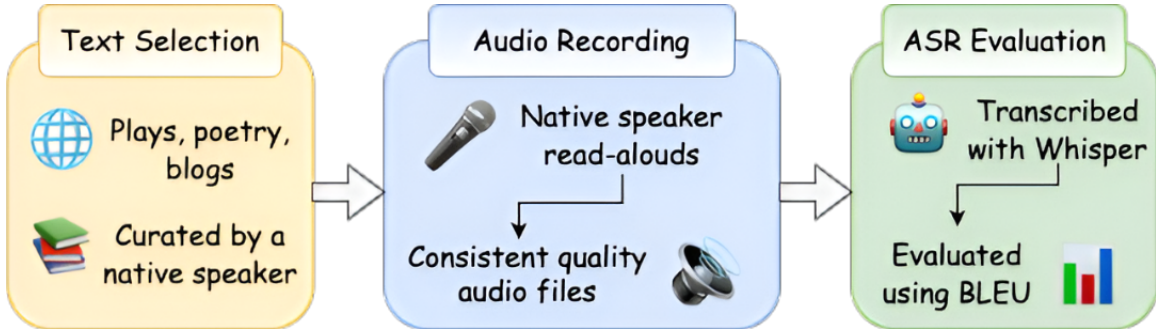 Text Selection
Plays, poetry,
blogs
Curated by a
native speaker
Audio Recording
Native speaker
read-alouds
Consistent quality
audio files
ASR Evaluation
Transcribed
with Whisper
Evaluated
using BLEU